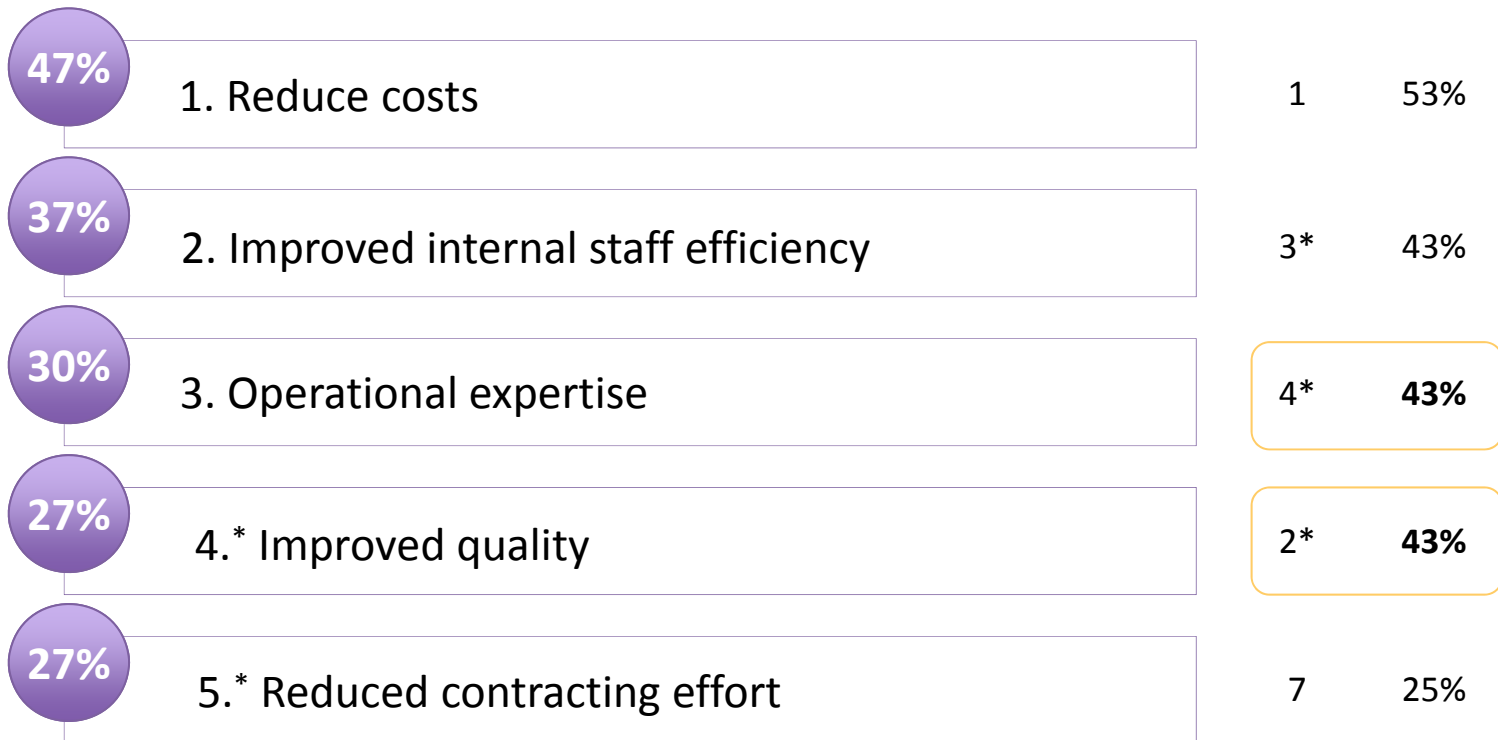 47% 1. Reduce costs 1 53%
37% 2. Improved internal staff efficiency 3* 43%
30% 3. Operational expertise 4* 43%
27% 4.* Improved quality 2* 43%
27% 5.* Reduced contracting effort 7 25%